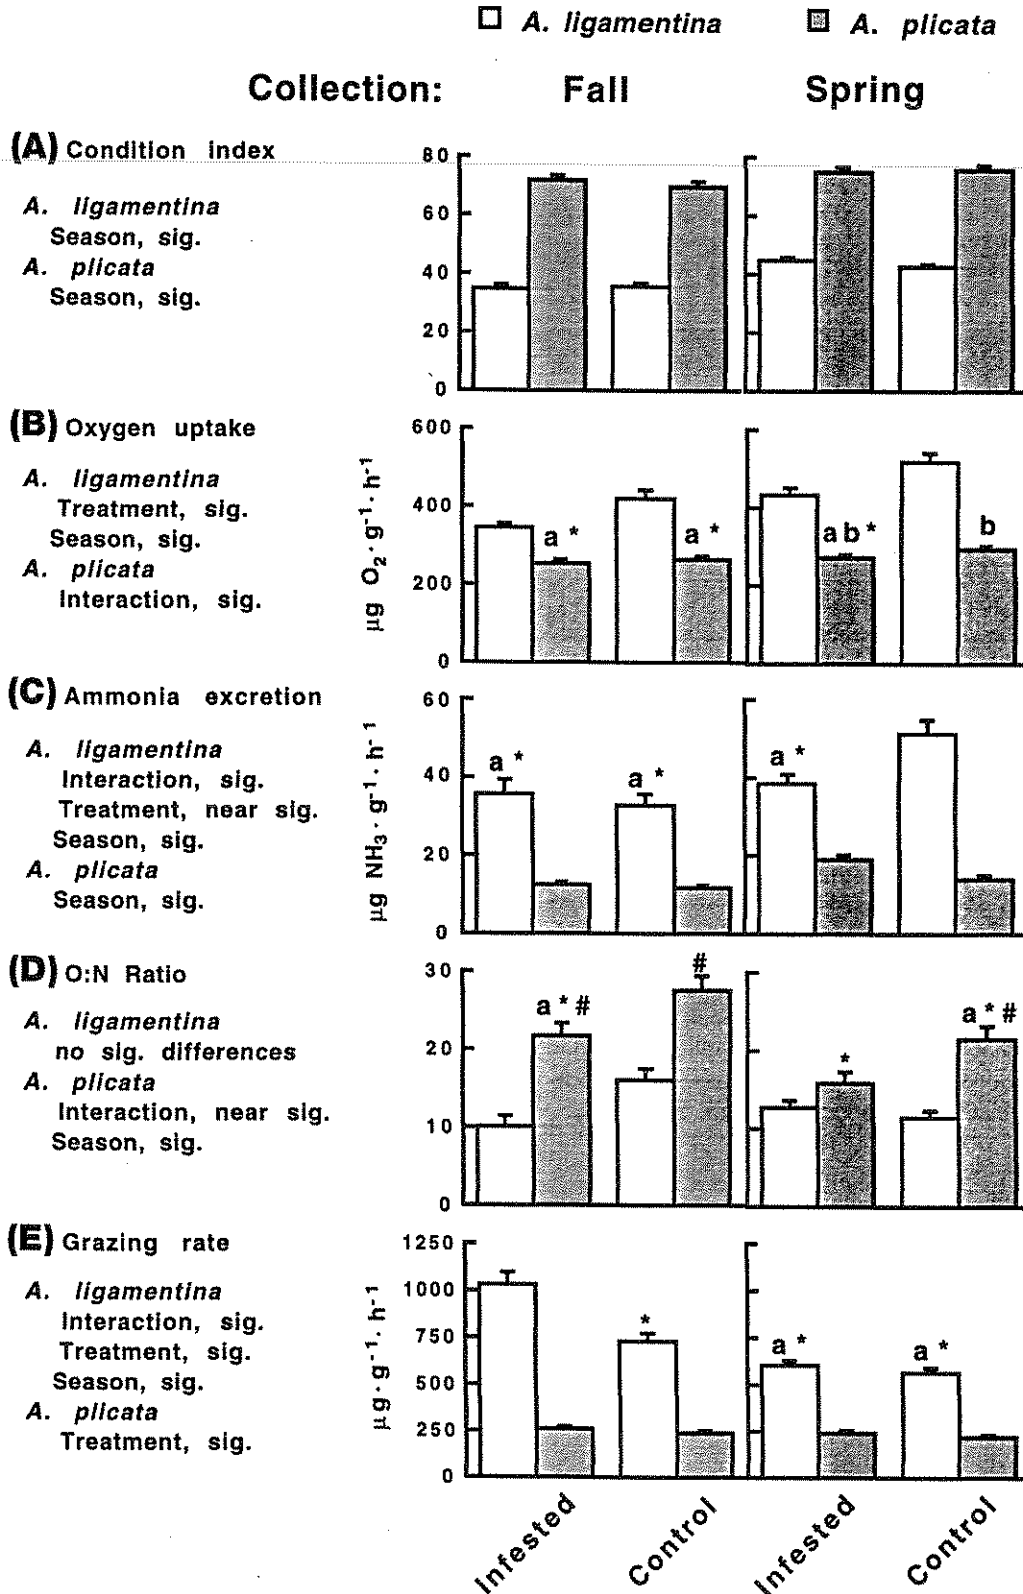 A. ligamentina A. plicata
Collection: Fall Spring
(A) Condition index
A. ligamentina
Season, sig.
A. plicata
Season, sig.
80
60
40
20
0
(B) Oxygen uptake
A. ligamentina
Treatment, sig.
Season, sig.
A. plicata
Interaction, sig.
µg O₂ · g⁻¹ · h⁻¹
600
400
200
0
a * a * a b * b
(C) Ammonia excretion
A. ligamentina
Interaction, sig.
Treatment, near sig.
Season, sig.
A. plicata
Season, sig.
µg NH₃ · g⁻¹ · h⁻¹
60
40
20
0
a * a * a *
(D) O:N Ratio
A. ligamentina
no sig. differences
A. plicata
Interaction, near sig.
Season, sig.
30
20
10
0
a * # # * a * #
(E) Grazing rate
A. ligamentina
Interaction, sig.
Treatment, sig.
Season, sig.
A. plicata
Treatment, sig.
µg · g⁻¹ · h⁻¹
1250
1000
750
500
250
0
* a * a *
Infested Control Infested Control